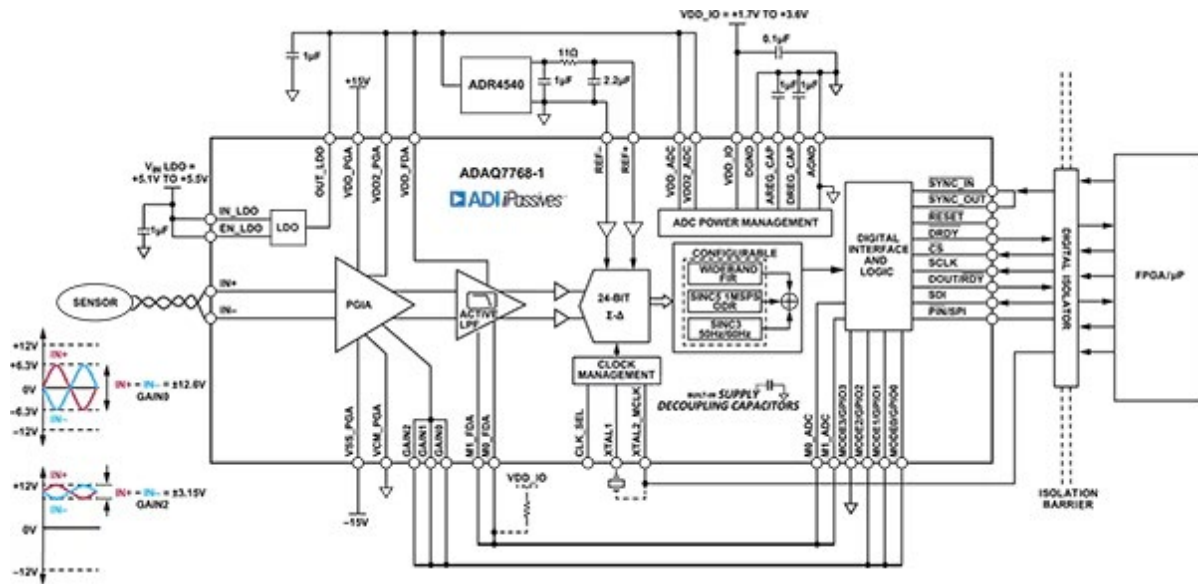 VDD_IO = +1.7V TO +3.6V
0.1µF
1µF
+15V
ADR4540
11Ω
1µF
2.2µF
1µF
1µF
OUT_LDO
VDD_PGA
VDD2_PGA
VDD_FDA
REF–
REF+
VDD_ADC
VDD2_ADC
VDD_IO
DGND
AREG_CAP
DREG_CAP
AGND
VIN LDO =
+5.1V TO +5.5V
1µF
IN_LDO
EN_LDO
LDO
ADAQ7768-1
ADI iPassives
ADC POWER MANAGEMENT
SENSOR
IN+
IN–
PGIA
ACTIVE
LPF
24-BIT
Σ-Δ
CONFIGURABLE
WIDEBAND
FIR
SINC5 1MSPS
ODR
SINC3
50Hz/60Hz
DIGITAL
INTERFACE
AND
LOGIC
SYNC_IN
SYNC_OUT
RESET
DRDY
CS
SCLK
DOUT/RDY
SDI
PIN/SPI
DIGITAL ISOLATOR
FPGA/µP
CLOCK
MANAGEMENT
BUILT-IN SUPPLY
DECOUPLING CAPACITORS
VSS_PGA
VCM_PGA
GAIN2
GAIN1
GAIN0
M1_FDA
M0_FDA
CLK_SEL
XTAL1
XTAL2_MCLK
M0_ADC
M1_ADC
MODE3/GPIO3
MODE2/GPIO2
MODE1/GPIO1
MODE0/GPIO0
–15V
VDD_IO
ISOLATION
BARRIER
+12V
+6.3V
0V
–6.3V
–12V
IN+
IN–
IN+ – IN– = ±12.6V
GAIN0
+12V
0V
–12V
IN+
IN–
IN+ – IN– = ±3.15V
GAIN2